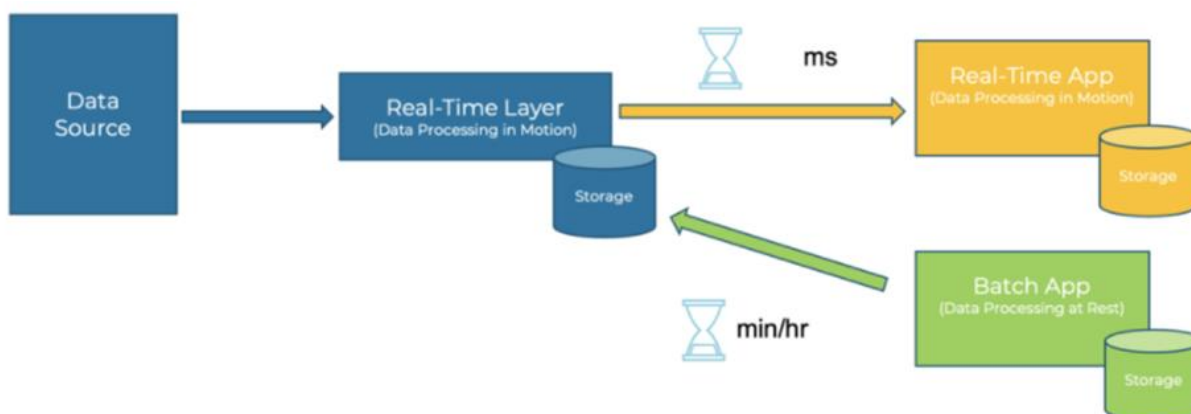 Data
Source
Real-Time Layer
(Data Processing in Motion)
Storage
ms
Real-Time App
(Data Processing in Motion)
Storage
min/hr
Batch App
(Data Processing at Rest)
Storage